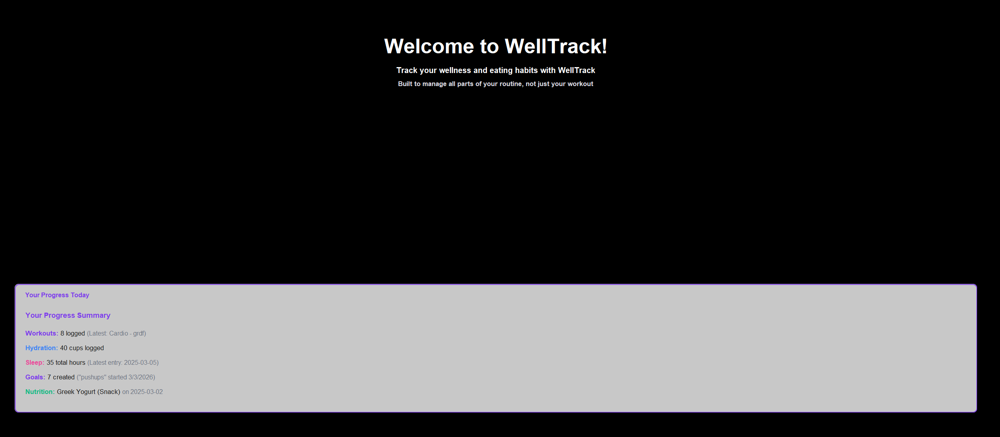 Welcome to WellTrack!
Track your wellness and eating habits with WellTrack
Built to manage all parts of your routine, not just your workout
Your Progress Today
Your Progress Summary
Workouts: 8 logged (Latest: Cardio - grdf)
Hydration: 40 cups logged
Sleep: 35 total hours (Latest entry: 2025-03-05)
Goals: 7 created ("pushups" started 3/3/2026)
Nutrition: Greek Yogurt (Snack) on 2025-03-02